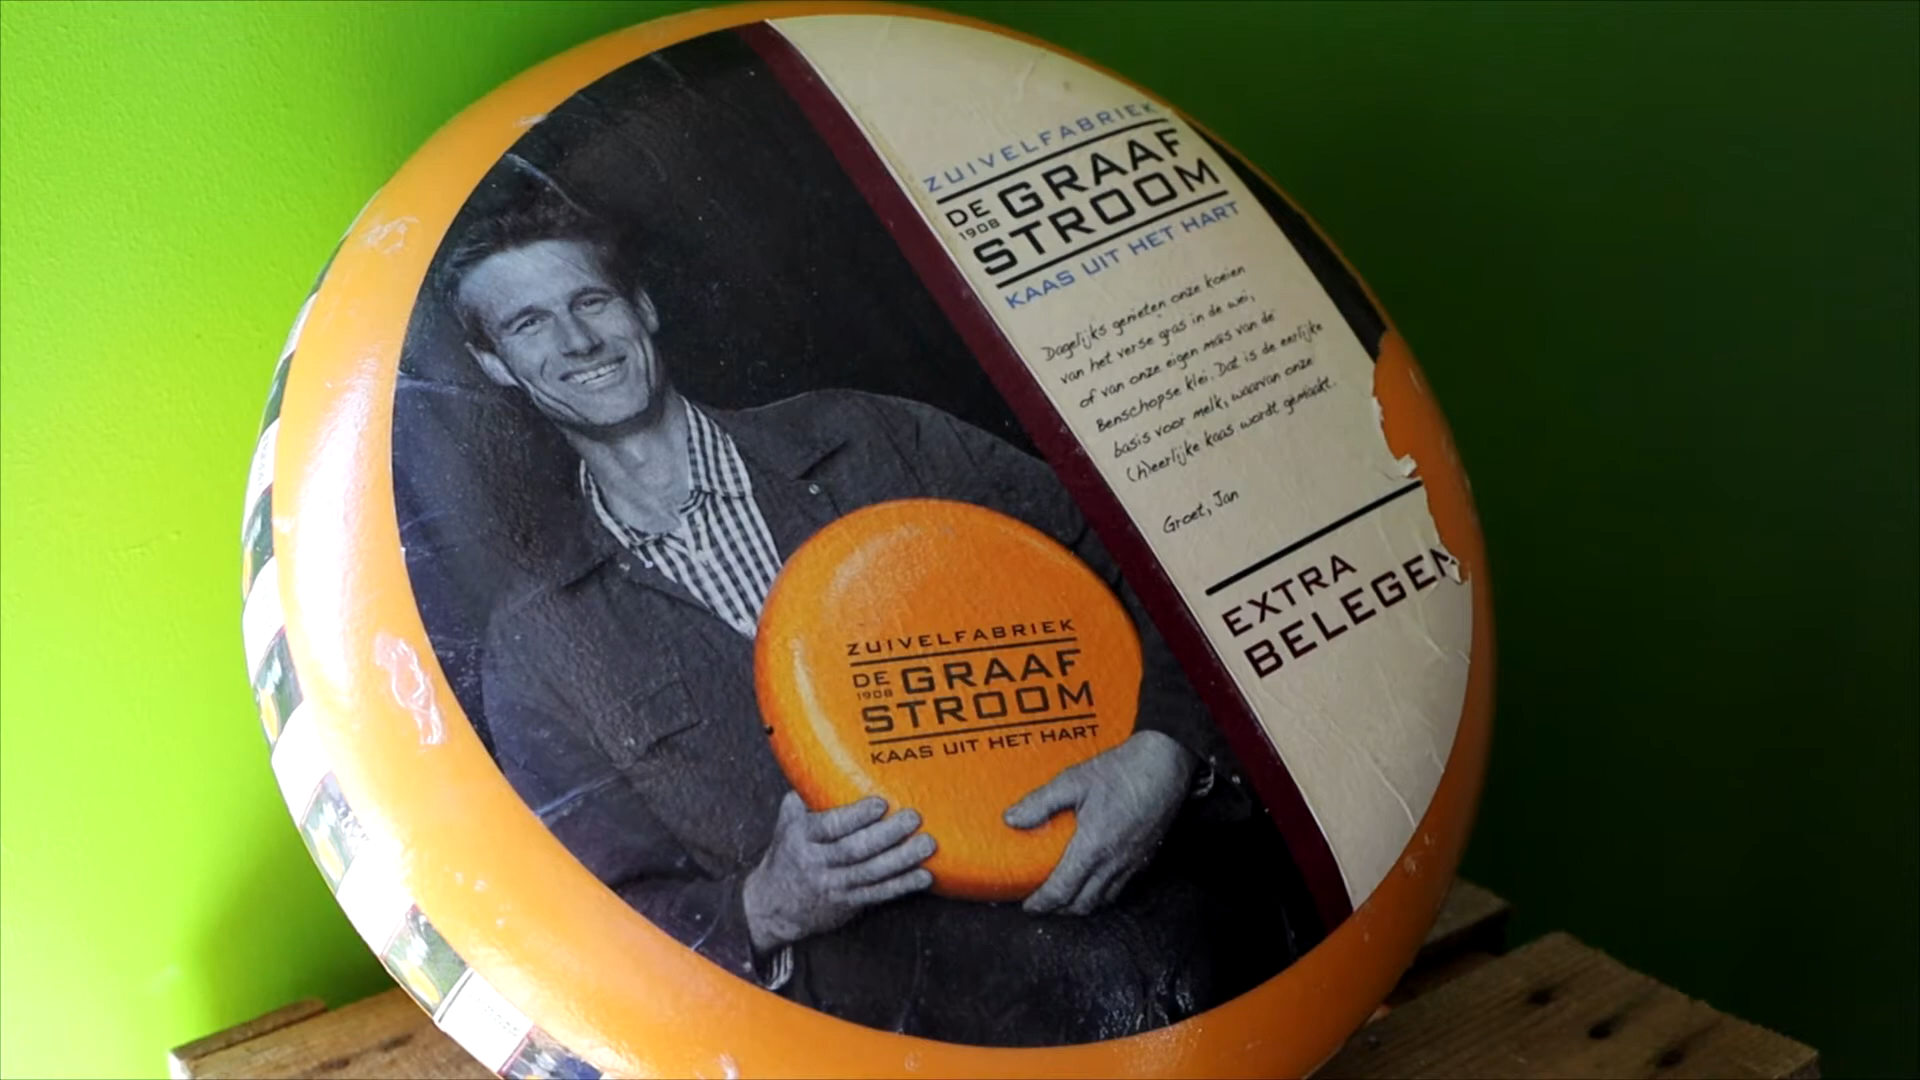 ZUIVELFABRIEK
DE GRAAF
1908
STROOM
KAAS UIT HET HART
Dagelijks genieten onze koeien
van het verse gras in de wei,
of van onze eigen mais van de
Benschopse klei. Dat is de eerlijke
basis voor melk, waarvan onze
(h)eerlijke kaas wordt gemaakt.
Groet, Jan
EXTRA
BELEGEN
ZUIVELFABRIEK
DE GRAAF
1908
STROOM
KAAS UIT HET HART